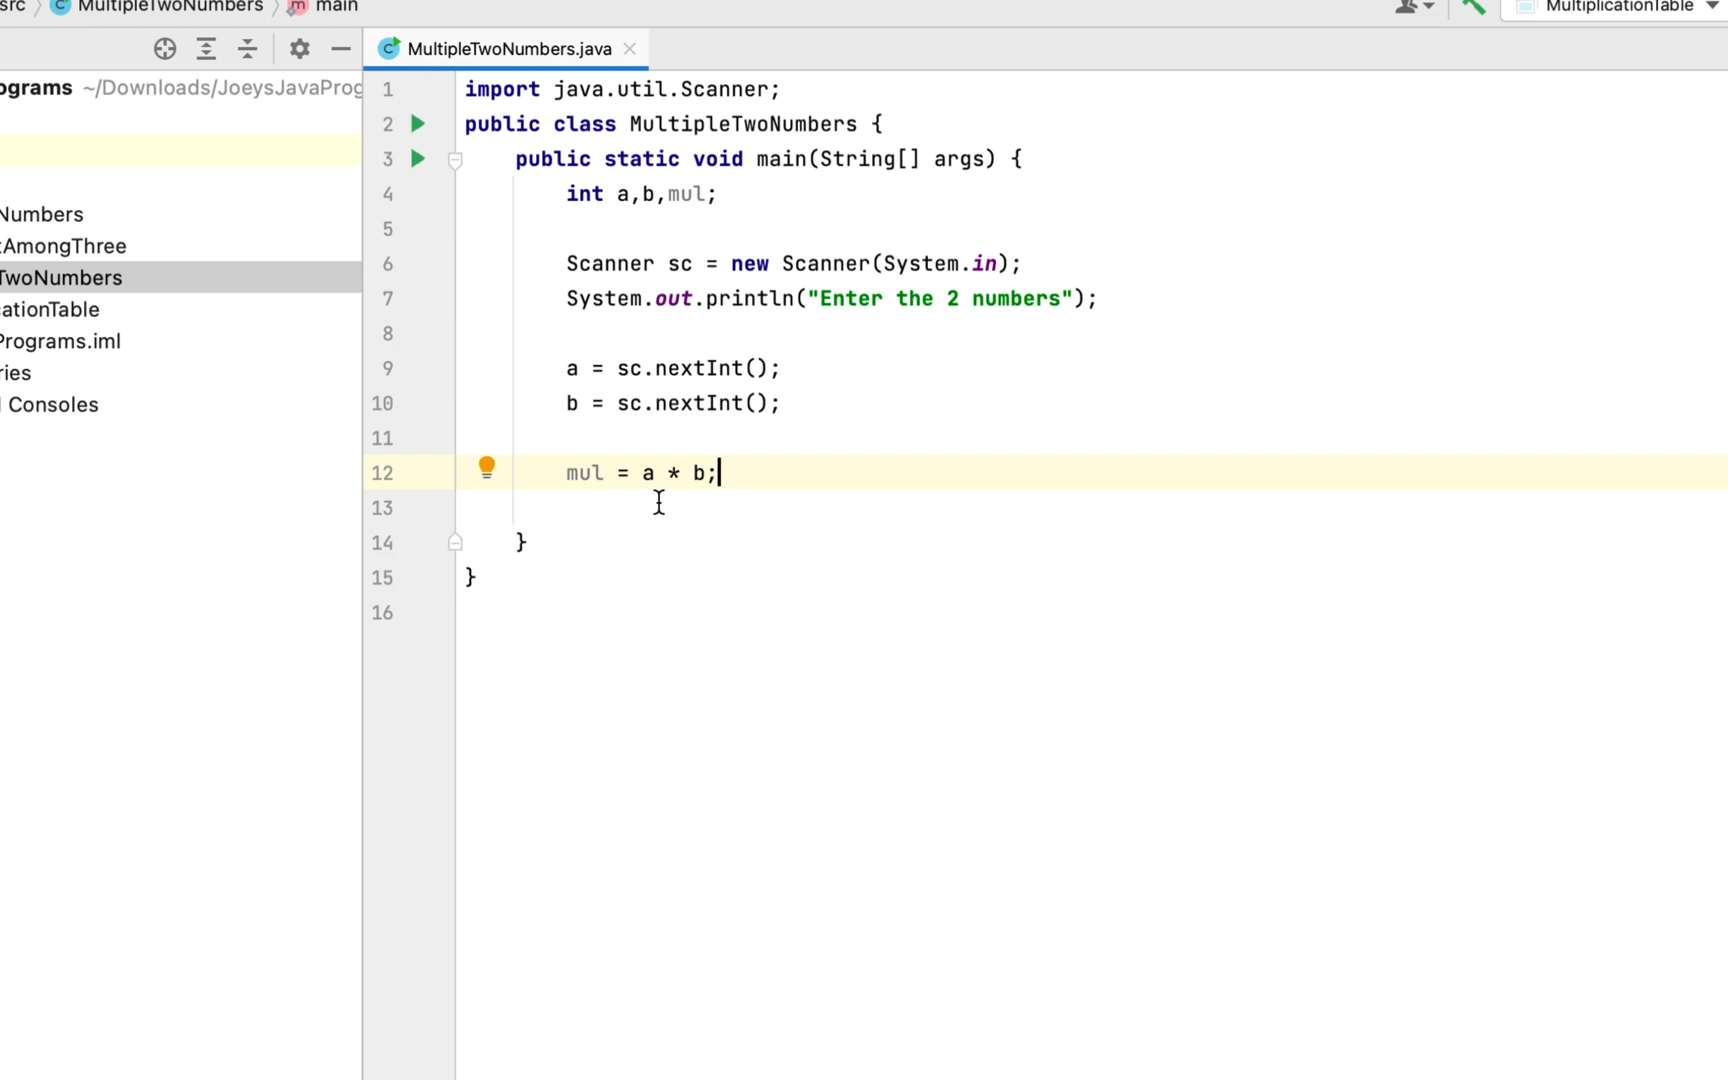 src > MultipleTwoNumbers > main
MultiplicationTable
MultipleTwoNumbers.java
ograms ~/Downloads/JoeysJavaProg
Numbers
tAmongThree
TwoNumbers
cationTable
Programs.iml
ries
Consoles
1 import java.util.Scanner;
2 public class MultipleTwoNumbers {
3 public static void main(String[] args) {
4 int a,b,mul;
5
6 Scanner sc = new Scanner(System.in);
7 System.out.println("Enter the 2 numbers");
8
9 a = sc.nextInt();
10 b = sc.nextInt();
11
12 mul = a * b;
13
14 }
15 }
16